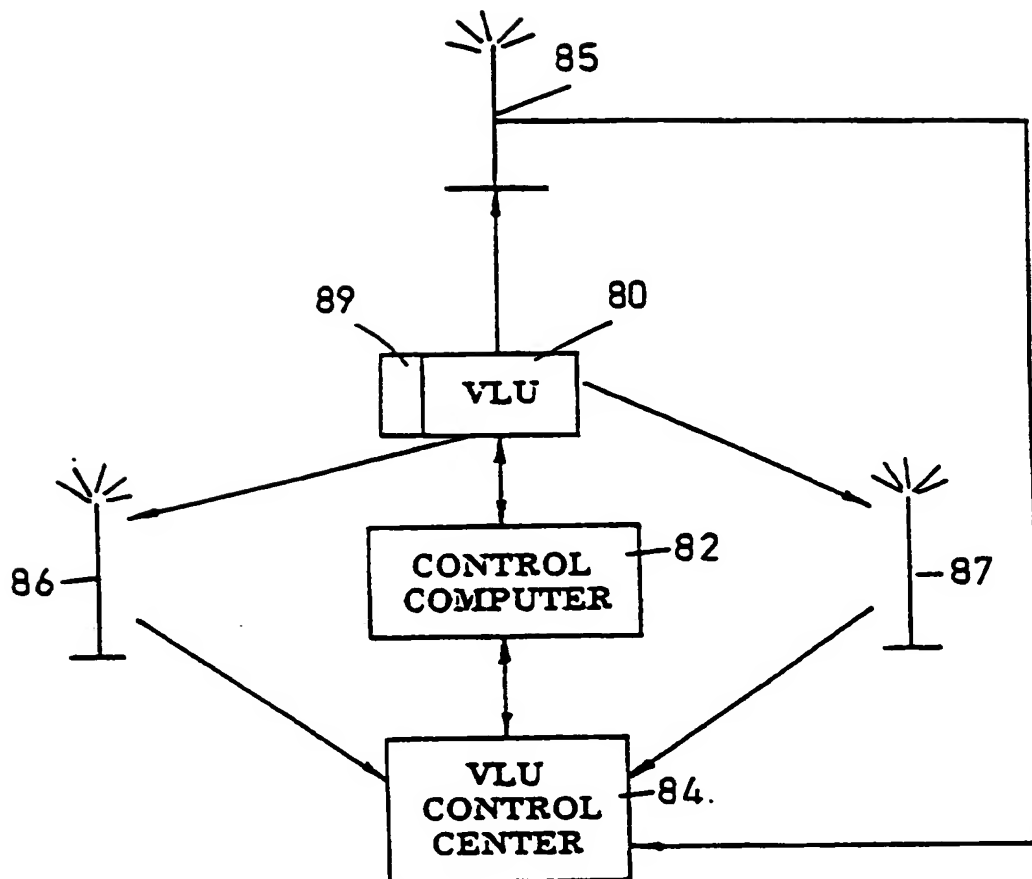 85
89
80
VLU
86
CONTROL
COMPUTER
82
87
VLU
CONTROL
CENTER
84.